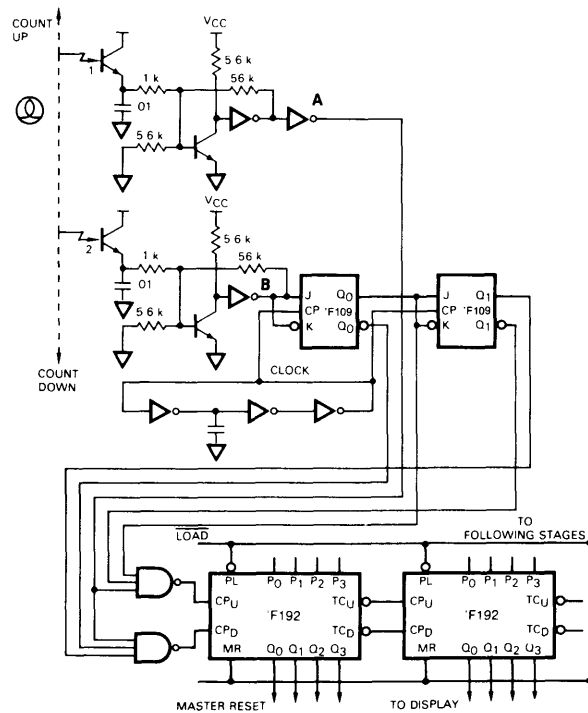 COUNT
UP
1
1 k
01
5 6 k
VCC
5 6 k
56 k
A
2
1 k
01
5 6 k
VCC
5 6 k
56 k
B
COUNT
DOWN
J
CP
K
'F109
Q0
Q0
J
CP
K
'F109
Q1
Q1
CLOCK
LOAD
TO
FOLLOWING STAGES
PL
P0 P1 P2 P3
CPU
CPD
'F192
TCU
TCD
MR
Q0 Q1 Q2 Q3
PL
P0 P1 P2 P3
CPU
CPD
'F192
TCU
TCD
MR
Q0 Q1 Q2 Q3
MASTER RESET
TO DISPLAY